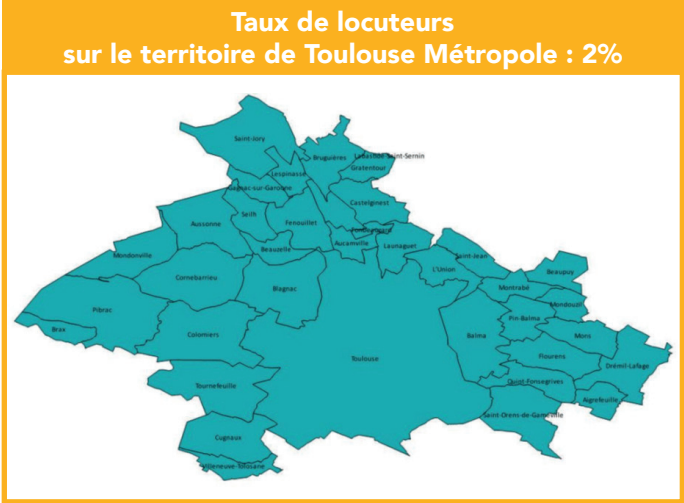 Taux de locuteurs
sur le territoire de Toulouse Métropole : 2%
Saint-Jory
Bruguières
Labastide-Saint-Sernin
Gratentour
Lespinasse
Gagnac-sur-Garonne
Castelginest
Seilh
Fenouillet
Aussonne
Fonbeauzard
Aucamville
Launaguet
Beauzelle
Mondonville
Saint-Jean
L'Union
Beaupuy
Cornebarrieu
Blagnac
Montrabé
Mondouzil
Pibrac
Pin-Balma
Brax
Colomiers
Balma
Mons
Toulouse
Flourens
Drémil-Lafage
Tournefeuille
Quint-Fonsegrives
Aigrefeuille
Saint-Orens-de-Gameville
Cugnaux
Villeneuve-Tolosane